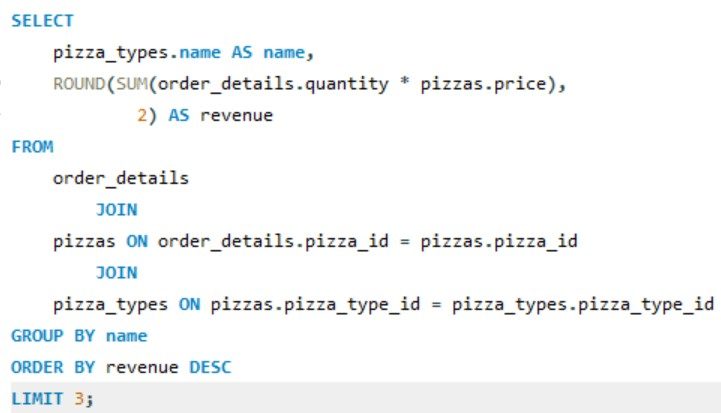 SELECT
    pizza_types.name AS name,
    ROUND(SUM(order_details.quantity * pizzas.price),
            2) AS revenue
FROM
    order_details
        JOIN
    pizzas ON order_details.pizza_id = pizzas.pizza_id
        JOIN
    pizza_types ON pizzas.pizza_type_id = pizza_types.pizza_type_id
GROUP BY name
ORDER BY revenue DESC
LIMIT 3;